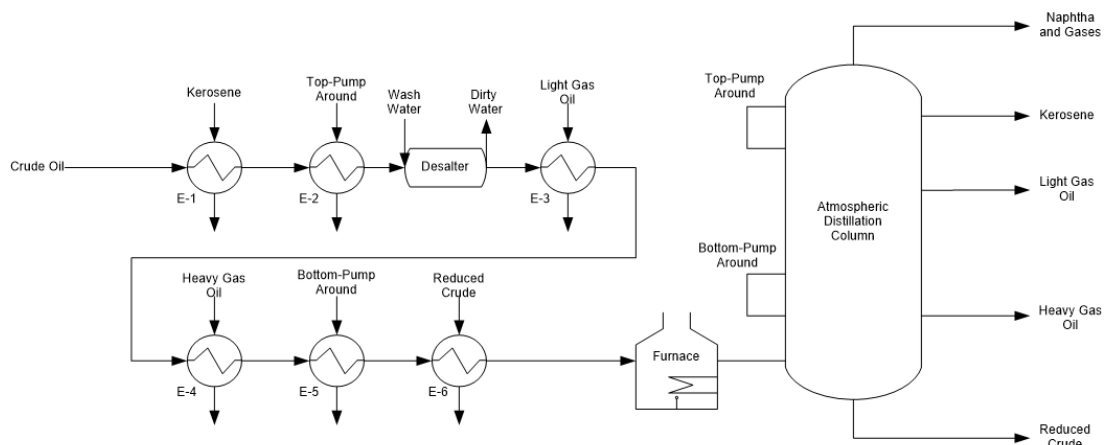 Naphtha
and Gases
Top-Pump
Around
Kerosene
Top-Pump
Around
Wash
Water
Dirty
Water
Light Gas
Oil
Kerosene
Crude Oil
Desalter
E-1
E-2
E-3
Light Gas
Oil
Atmospheric
Distillation
Column
Bottom-Pump
Around
Heavy Gas
Oil
Bottom-Pump
Around
Reduced
Crude
Heavy Gas
Oil
Furnace
E-4
E-5
E-6
Reduced
Crude